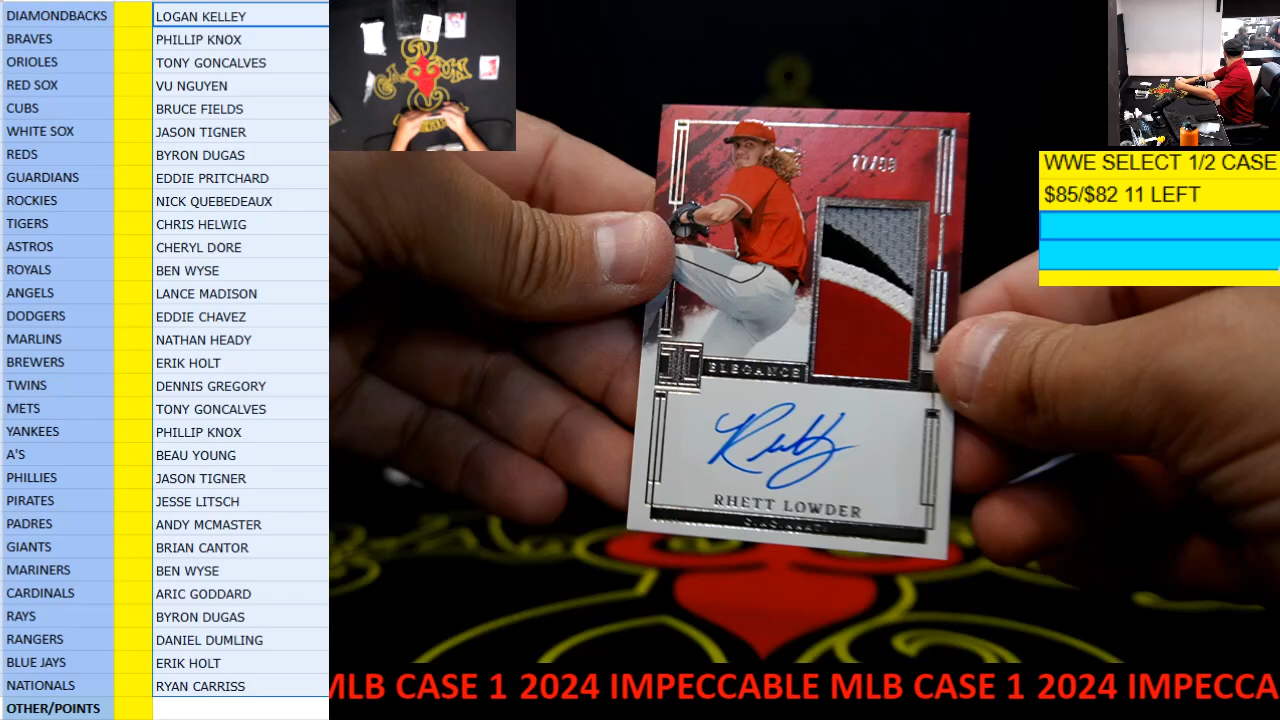 DIAMONDBACKS LOGAN KELLEY
BRAVES PHILLIP KNOX
ORIOLES TONY GONCALVES
RED SOX VU NGUYEN
CUBS BRUCE FIELDS
WHITE SOX JASON TIGNER
REDS BYRON DUGAS
GUARDIANS EDDIE PRITCHARD
ROCKIES NICK QUEBEDEAUX
TIGERS CHRIS HELWIG
ASTROS CHERYL DORE
ROYALS BEN WYSE
ANGELS LANCE MADISON
DODGERS EDDIE CHAVEZ
MARLINS NATHAN HEADY
BREWERS ERIK HOLT
TWINS DENNIS GREGORY
METS TONY GONCALVES
YANKEES PHILLIP KNOX
A'S BEAU YOUNG
PHILLIES JASON TIGNER
PIRATES JESSE LITSCH
PADRES ANDY MCMASTER
GIANTS BRIAN CANTOR
MARINERS BEN WYSE
CARDINALS ARIC GODDARD
RAYS BYRON DUGAS
RANGERS DANIEL DUMLING
BLUE JAYS ERIK HOLT
NATIONALS RYAN CARRISS
OTHER/POINTS
WWE SELECT 1/2 CASE
$85/$82 11 LEFT
ELEGANCE
RHETT LOWDER
MLB CASE 1 2024 IMPECCABLE MLB CASE 1 2024 IMPECCA